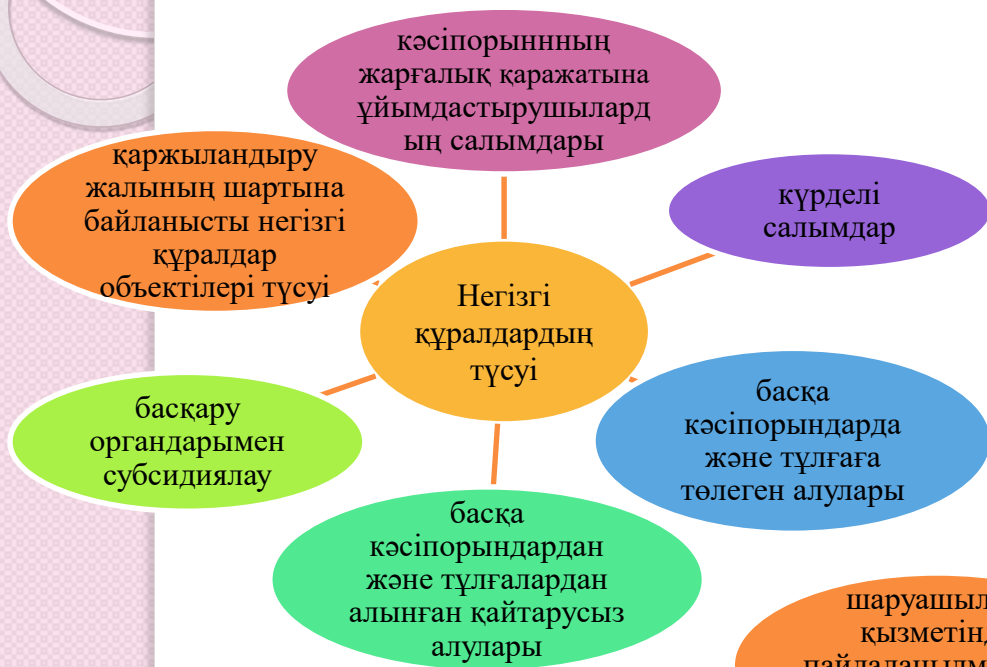 кәсіпорыннның
жарғалық қаражатына
ұйымдастырушылард
ың салымдары
қаржыландыру
жалының шартына
байланысты негізгі
құралдар
объектілері түсуі
күрделі
салымдар
Негізгі
құралдардың
түсуі
басқару
органдарымен
субсидиялау
басқа
кәсіпорындарда
және тұлғаға
төлеген алулары
басқа
кәсіпорындардан
және тұлғалардан
алынған қайтарусыз
алулары